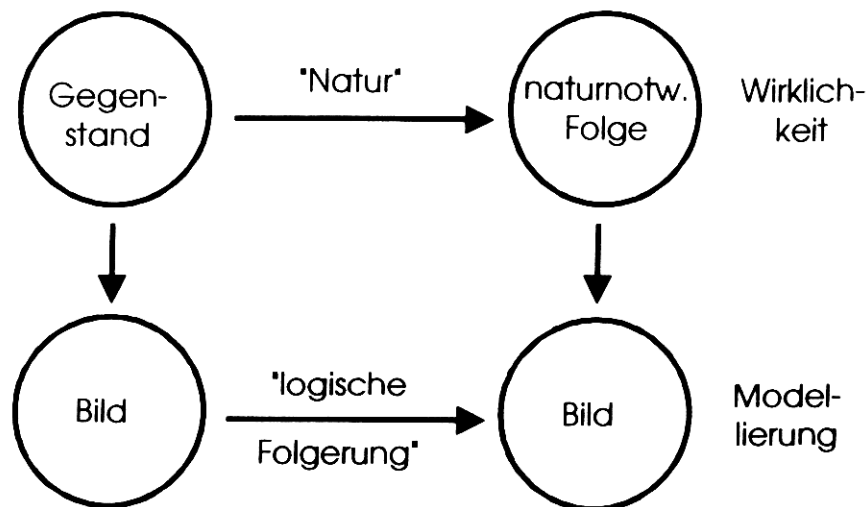 Gegen-
stand
"Natur"
naturnotw.
Folge
Wirklich-
keit
Bild
"logische
Folgerung"
Bild
Model-
lierung